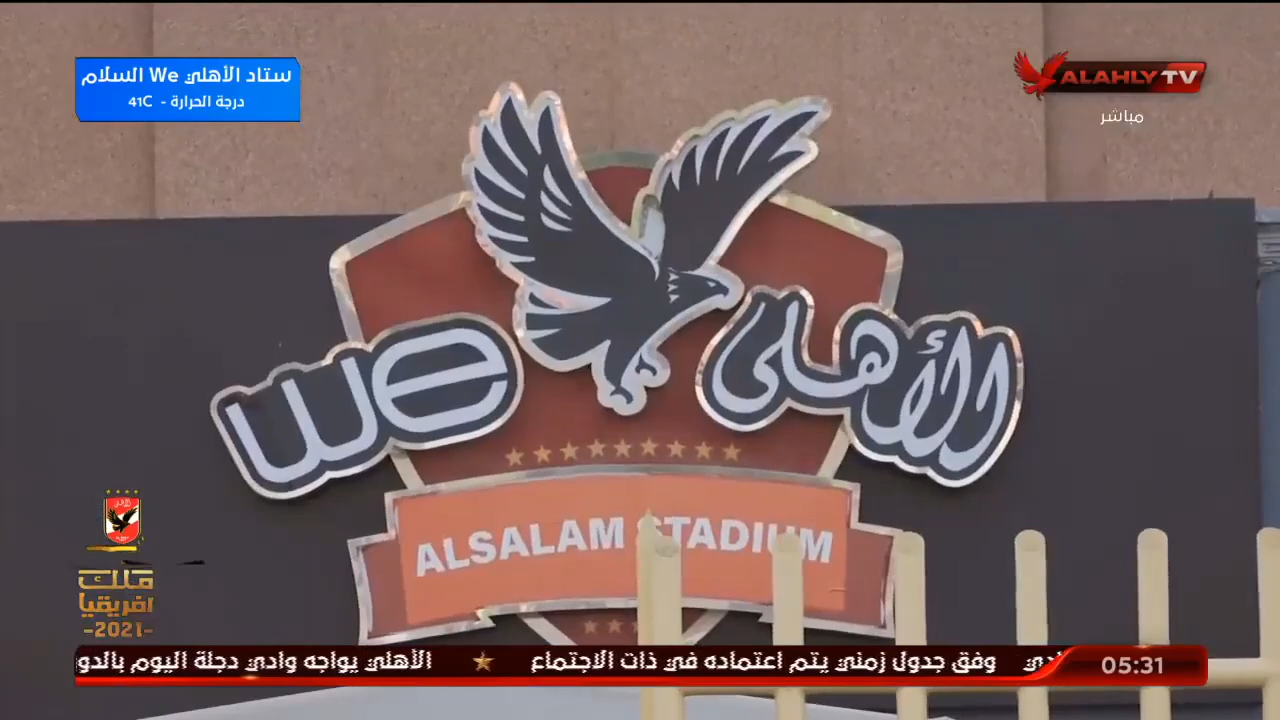 ستاد الأهلي We السلام
درجة الحرارة - 41C
ALAHLY TV
مباشر
we الأهلى
ALSALAM STADIUM
ملك
افريقيا
-2021-
وفق جدول زمني يتم اعتماده في ذات الاجتماع
الأهلي يواجه وادي دجلة اليوم
05:31